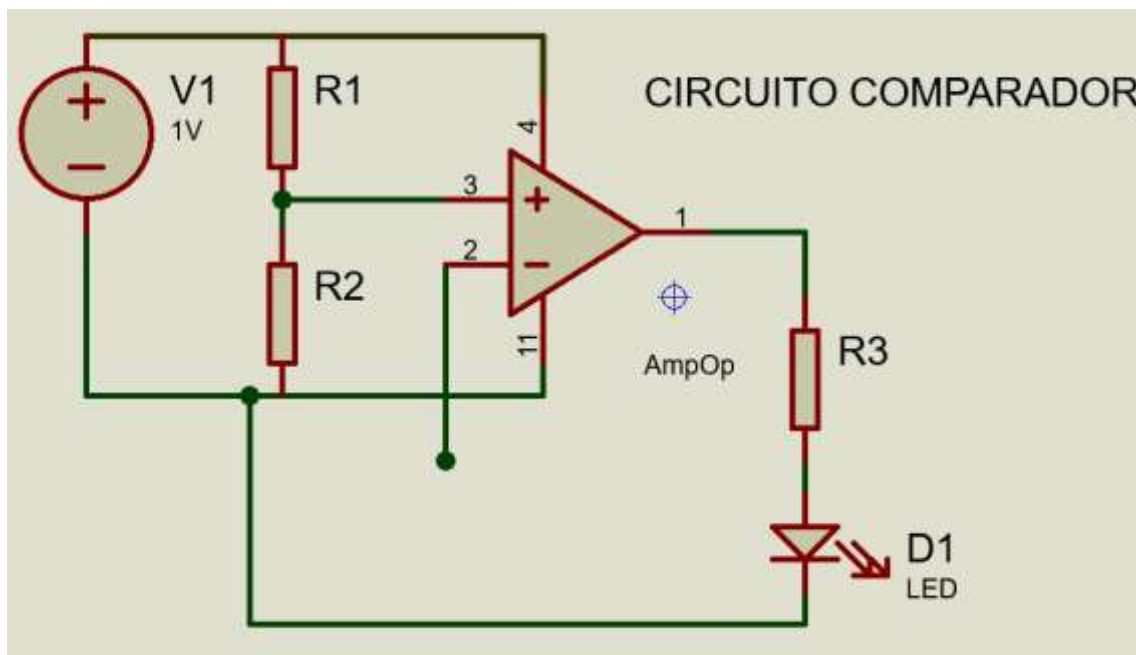 V1
1V
R1
CIRCUITO COMPARADOR
4
3
1
2
R2
11
AmpOp
R3
D1
LED